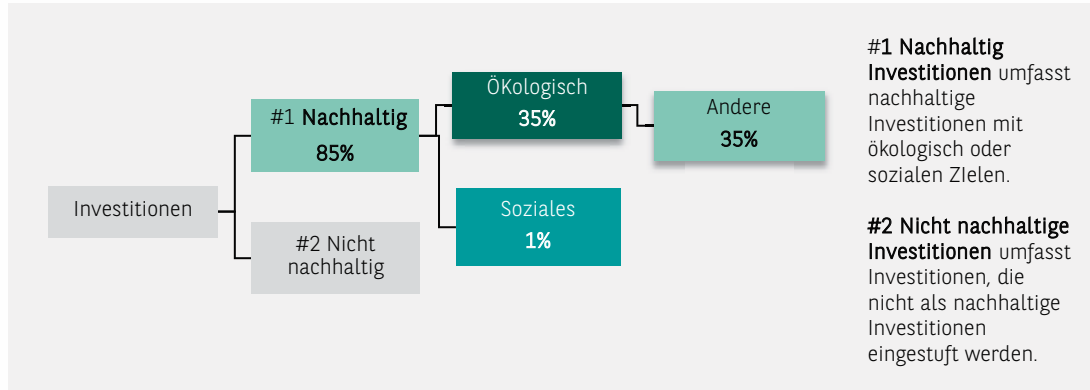 Investitionen
#1 Nachhaltig
85%
#2 Nicht
nachhaltig
ÖKologisch
35%
Soziales
1%
Andere
35%
#1 Nachhaltig
Investitionen umfasst
nachhaltige
Investitionen mit
ökologisch oder
sozialen ZIelen.
#2 Nicht nachhaltige
Investitionen umfasst
Investitionen, die
nicht als nachhaltige
Investitionen
eingestuft werden.